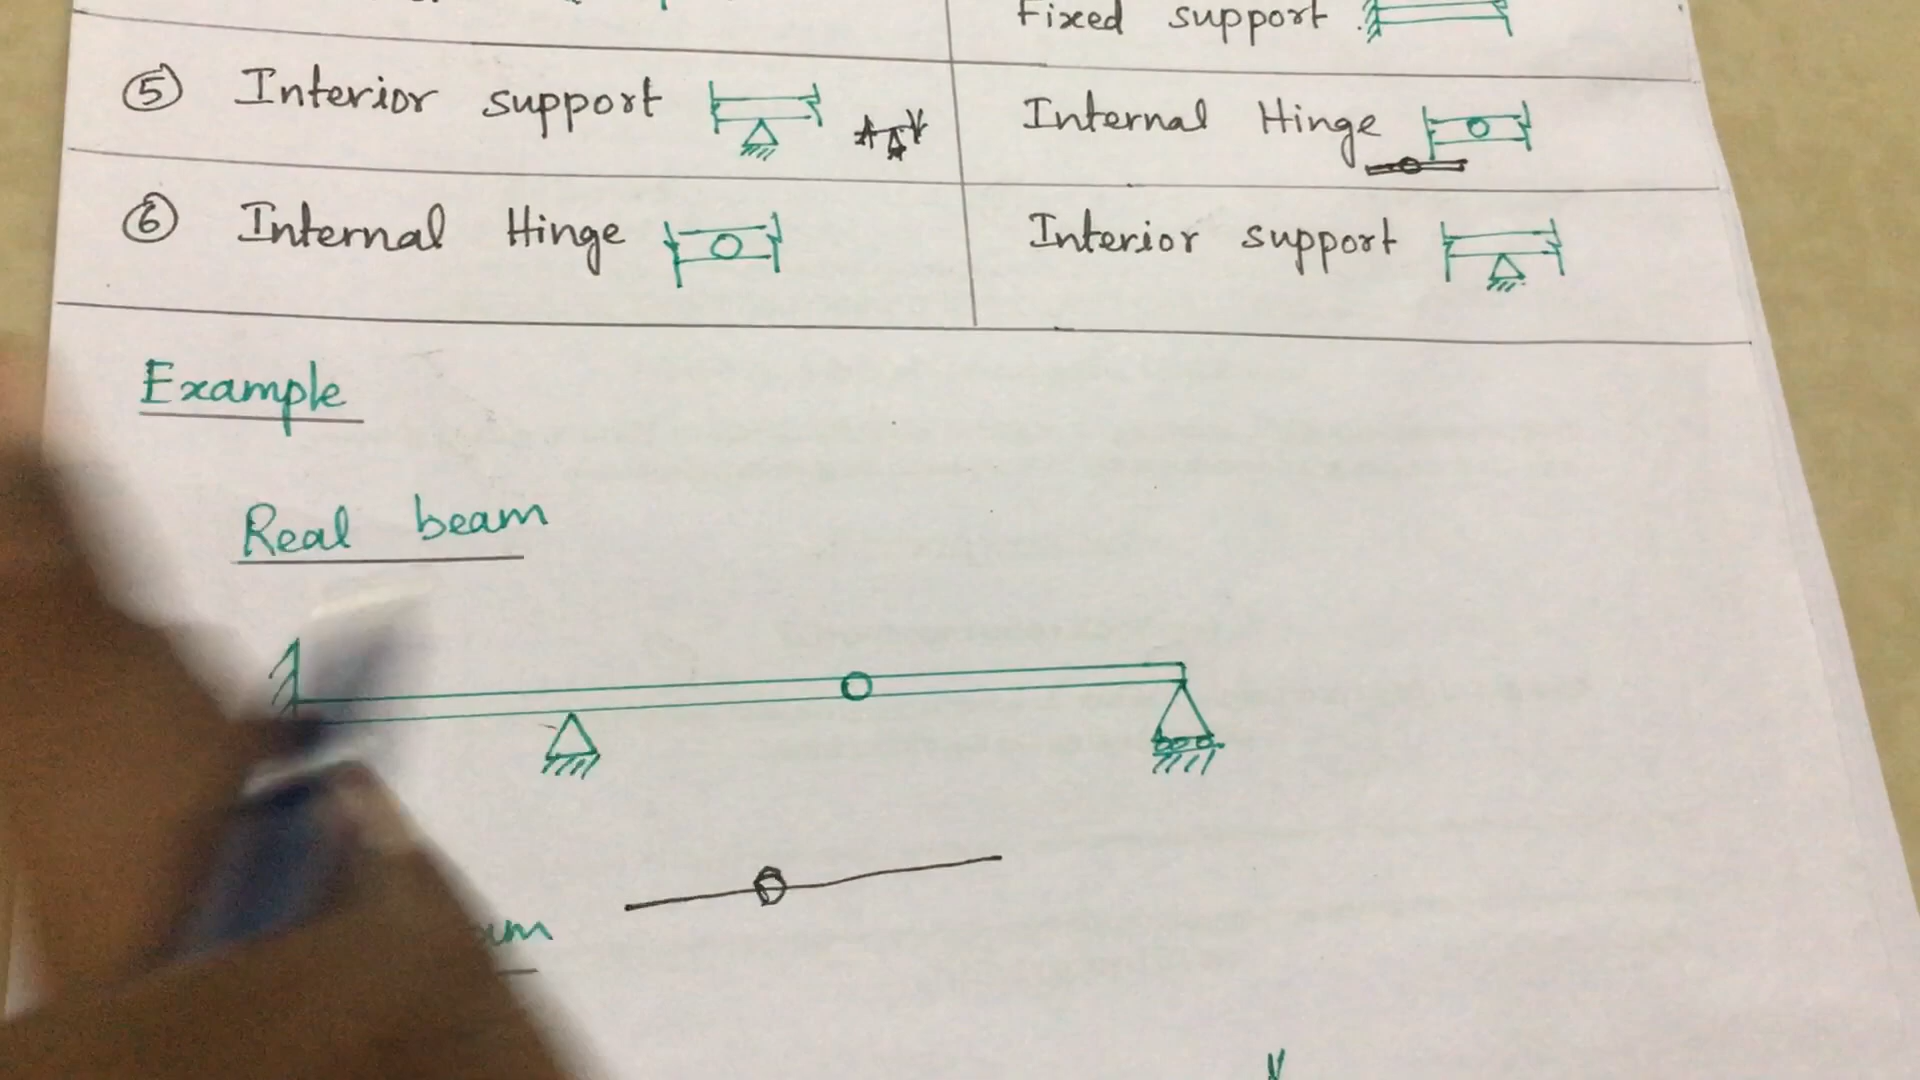 Fixed support
⑤ Interior support
Internal Hinge
⑥ Internal Hinge
Interior support
Example
Real beam